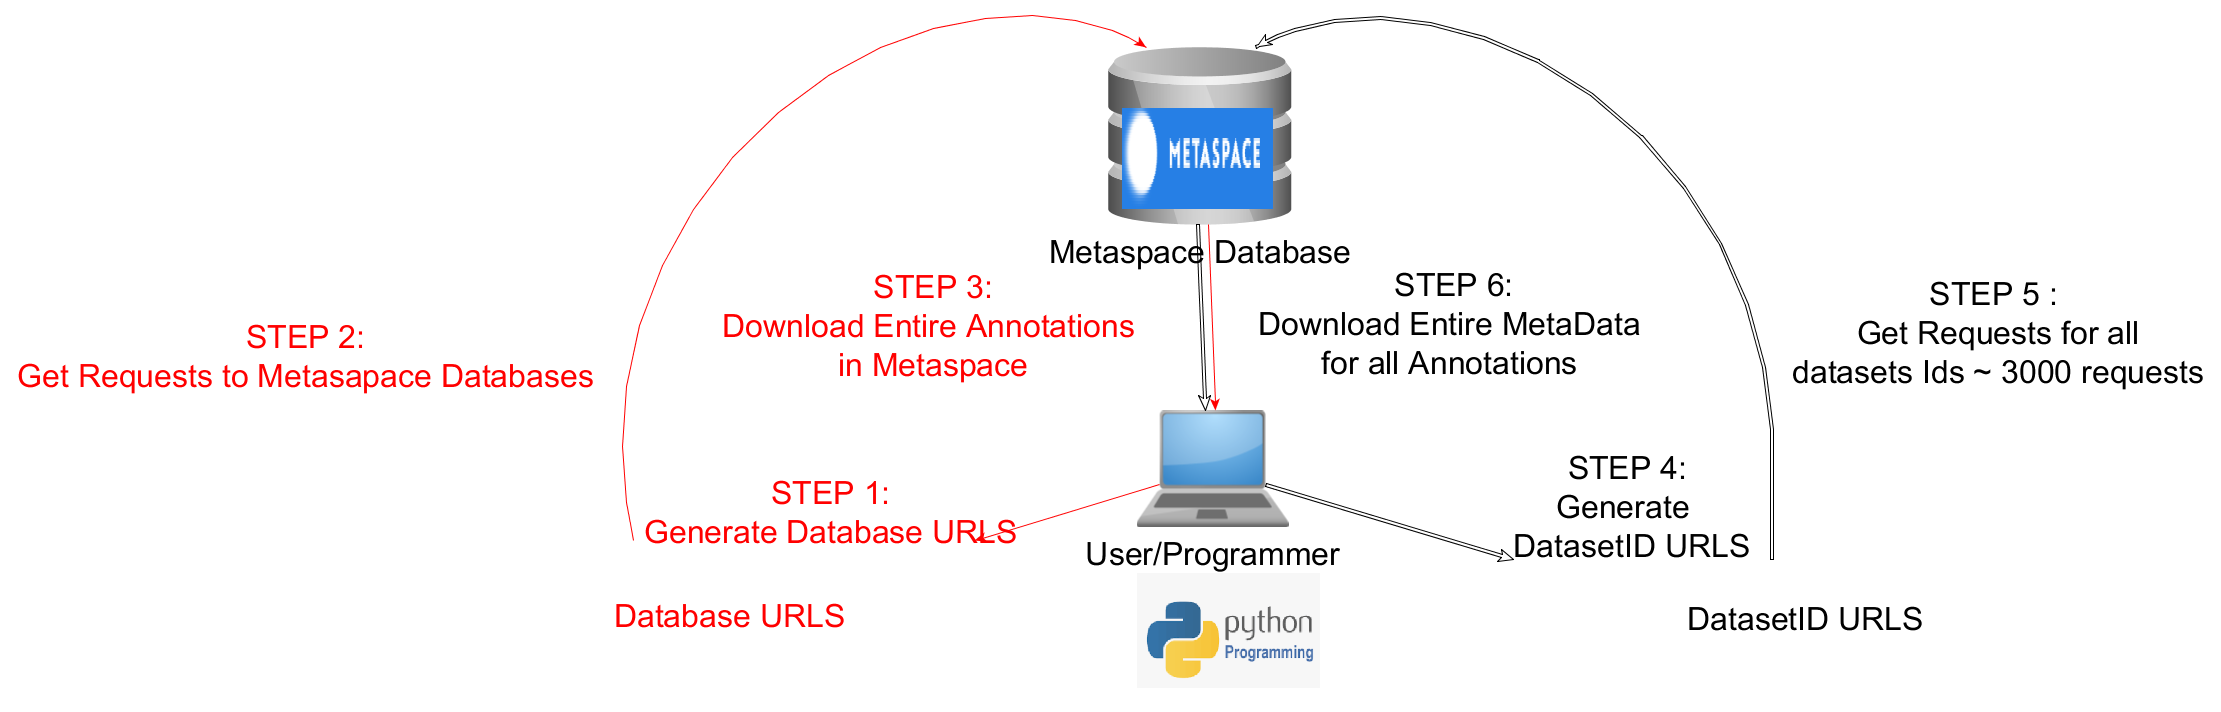 METASPACE
Metaspace Database
STEP 3:
Download Entire Annotations
in Metaspace
STEP 6:
Download Entire MetaData
for all Annotations
STEP 5 :
Get Requests for all
datasets Ids ~ 3000 requests
STEP 2:
Get Requests to Metasapace Databases
STEP 1:
Generate Database URLS
STEP 4:
Generate
DatasetID URLS
User/Programmer
Database URLS
DatasetID URLS
python
Programming